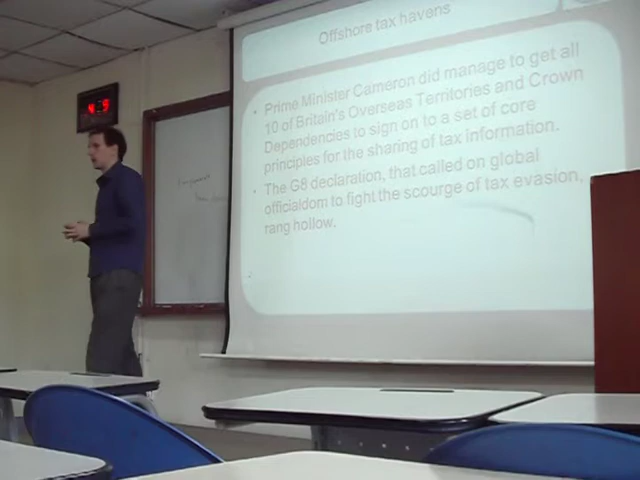 Offshore tax havens
• Prime Minister Cameron did manage to get all
10 of Britain's Overseas Territories and Crown
Dependencies to sign on to a set of core
principles for the sharing of tax information.
• The G8 declaration, that called on global
officialdom to fight the scourge of tax evasion,
rang hollow.